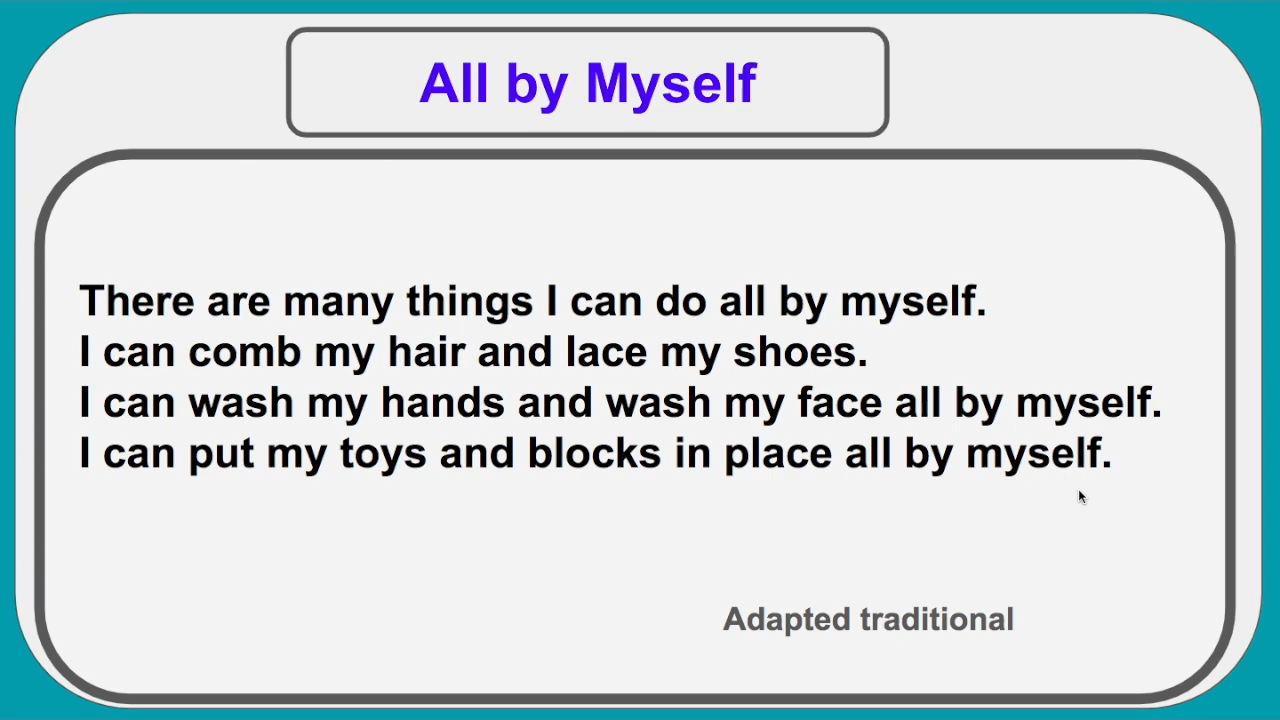 All by Myself
There are many things I can do all by myself.
I can comb my hair and lace my shoes.
I can wash my hands and wash my face all by myself.
I can put my toys and blocks in place all by myself.
Adapted traditional